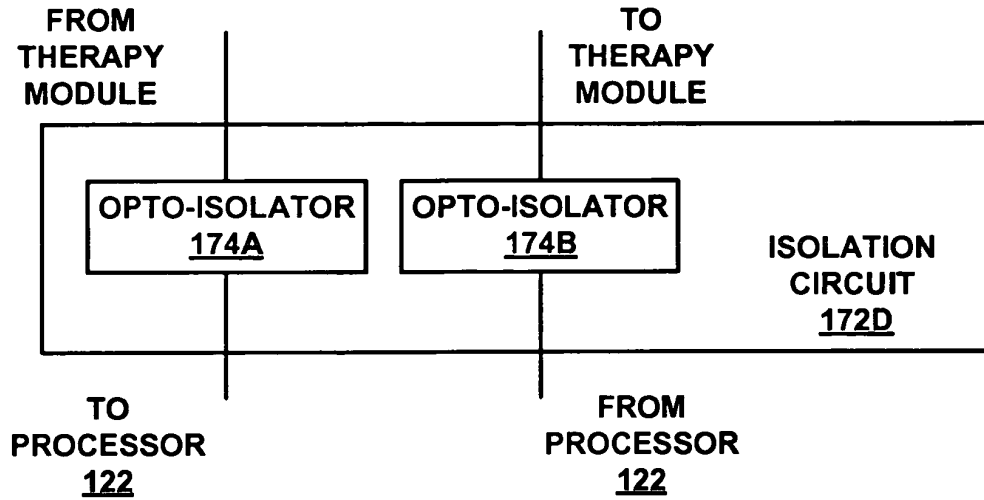 FROM
THERAPY
MODULE
TO
THERAPY
MODULE
OPTO-ISOLATOR
174A
OPTO-ISOLATOR
174B
ISOLATION
CIRCUIT
172D
TO
PROCESSOR
122
FROM
PROCESSOR
122